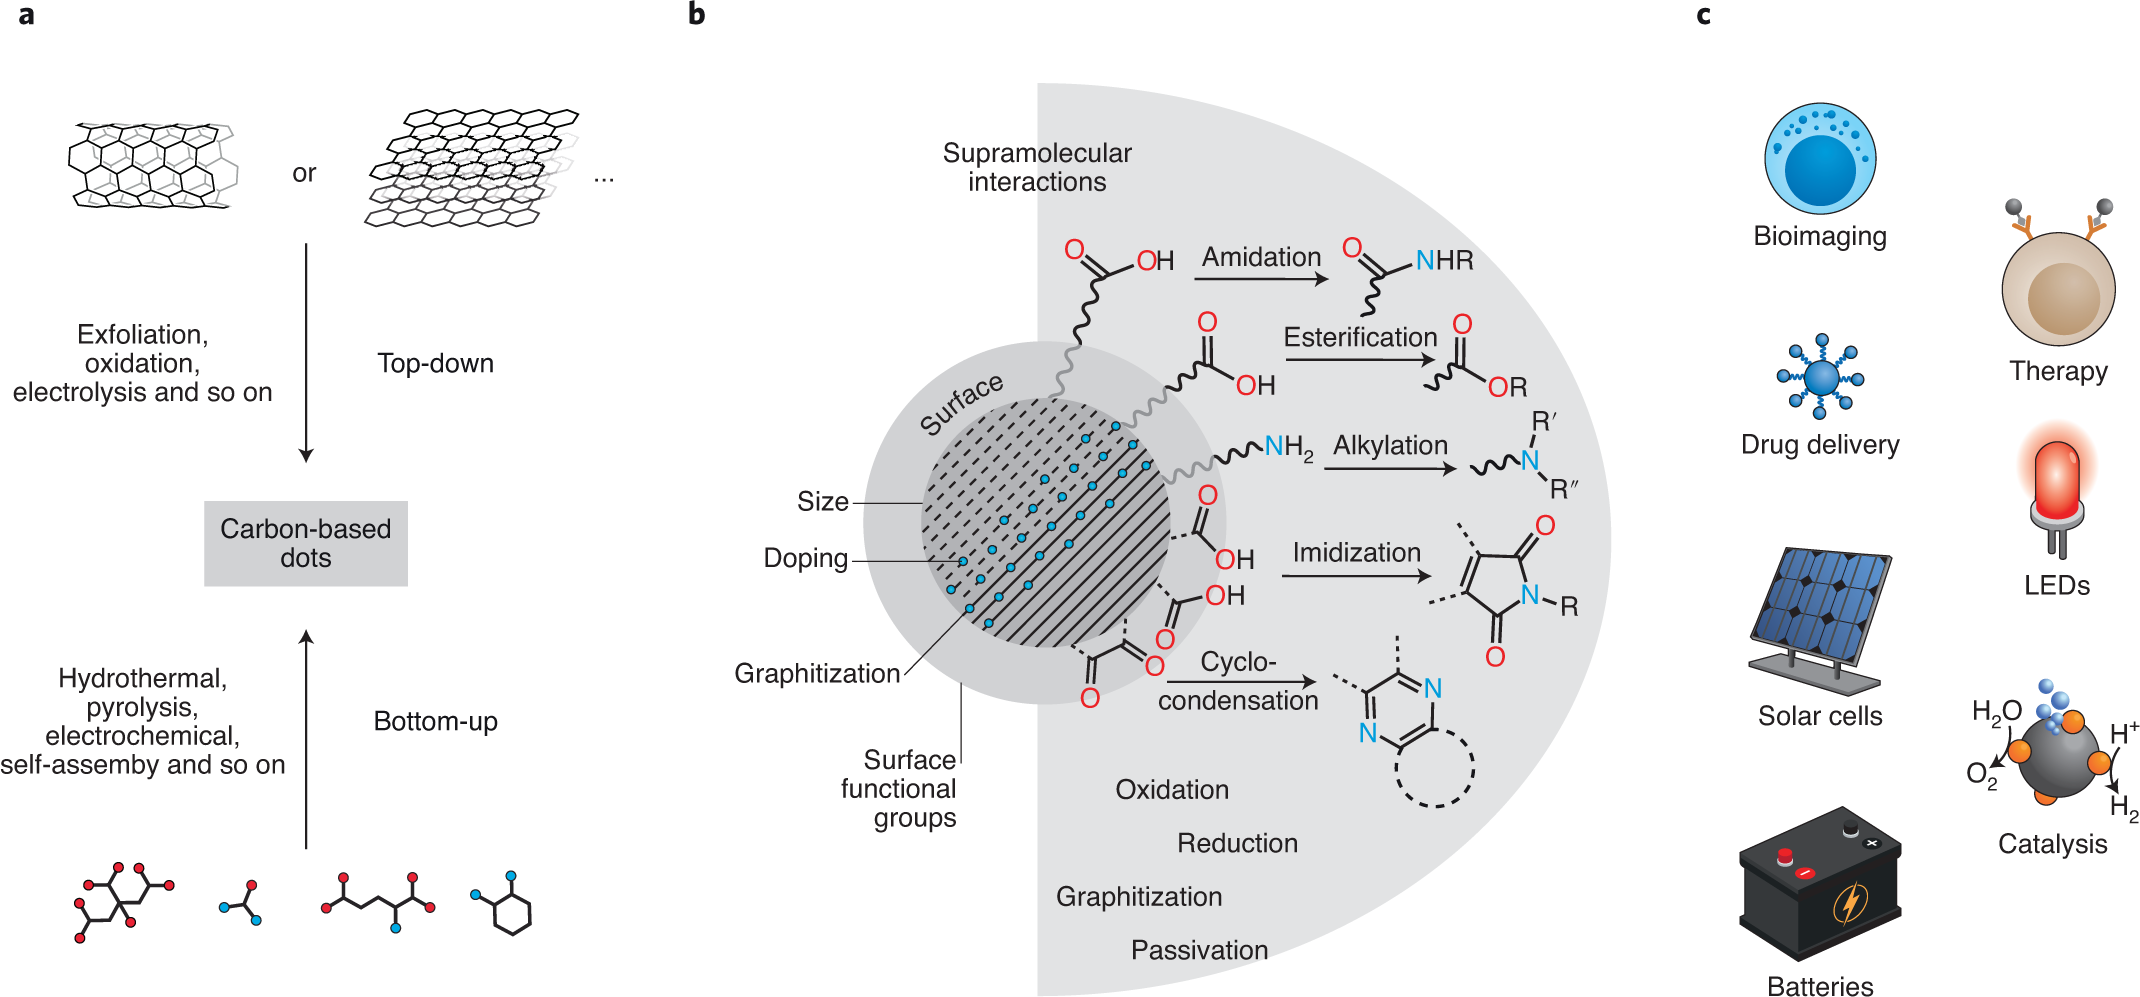 a
or
...
Exfoliation,
oxidation,
electrolysis and so on
Top-down
Carbon-based
dots
Hydrothermal,
pyrolysis,
electrochemical,
self-assemby and so on
Bottom-up
b
Supramolecular
interactions
O
OH
Amidation
O
NHR
O
OH
Esterification
O
OR
Surface
NH2
Alkylation
R′
N
R″
Size
Doping
Graphitization
Surface
functional
groups
O
OH
OH
O
Imidization
O
N
R
O
O
O
Cyclo-
condensation
N
N
Oxidation
Reduction
Graphitization
Passivation
c
Bioimaging
Therapy
Drug delivery
LEDs
Solar cells
H2O
O2
H+
H2
Catalysis
+
−
Batteries